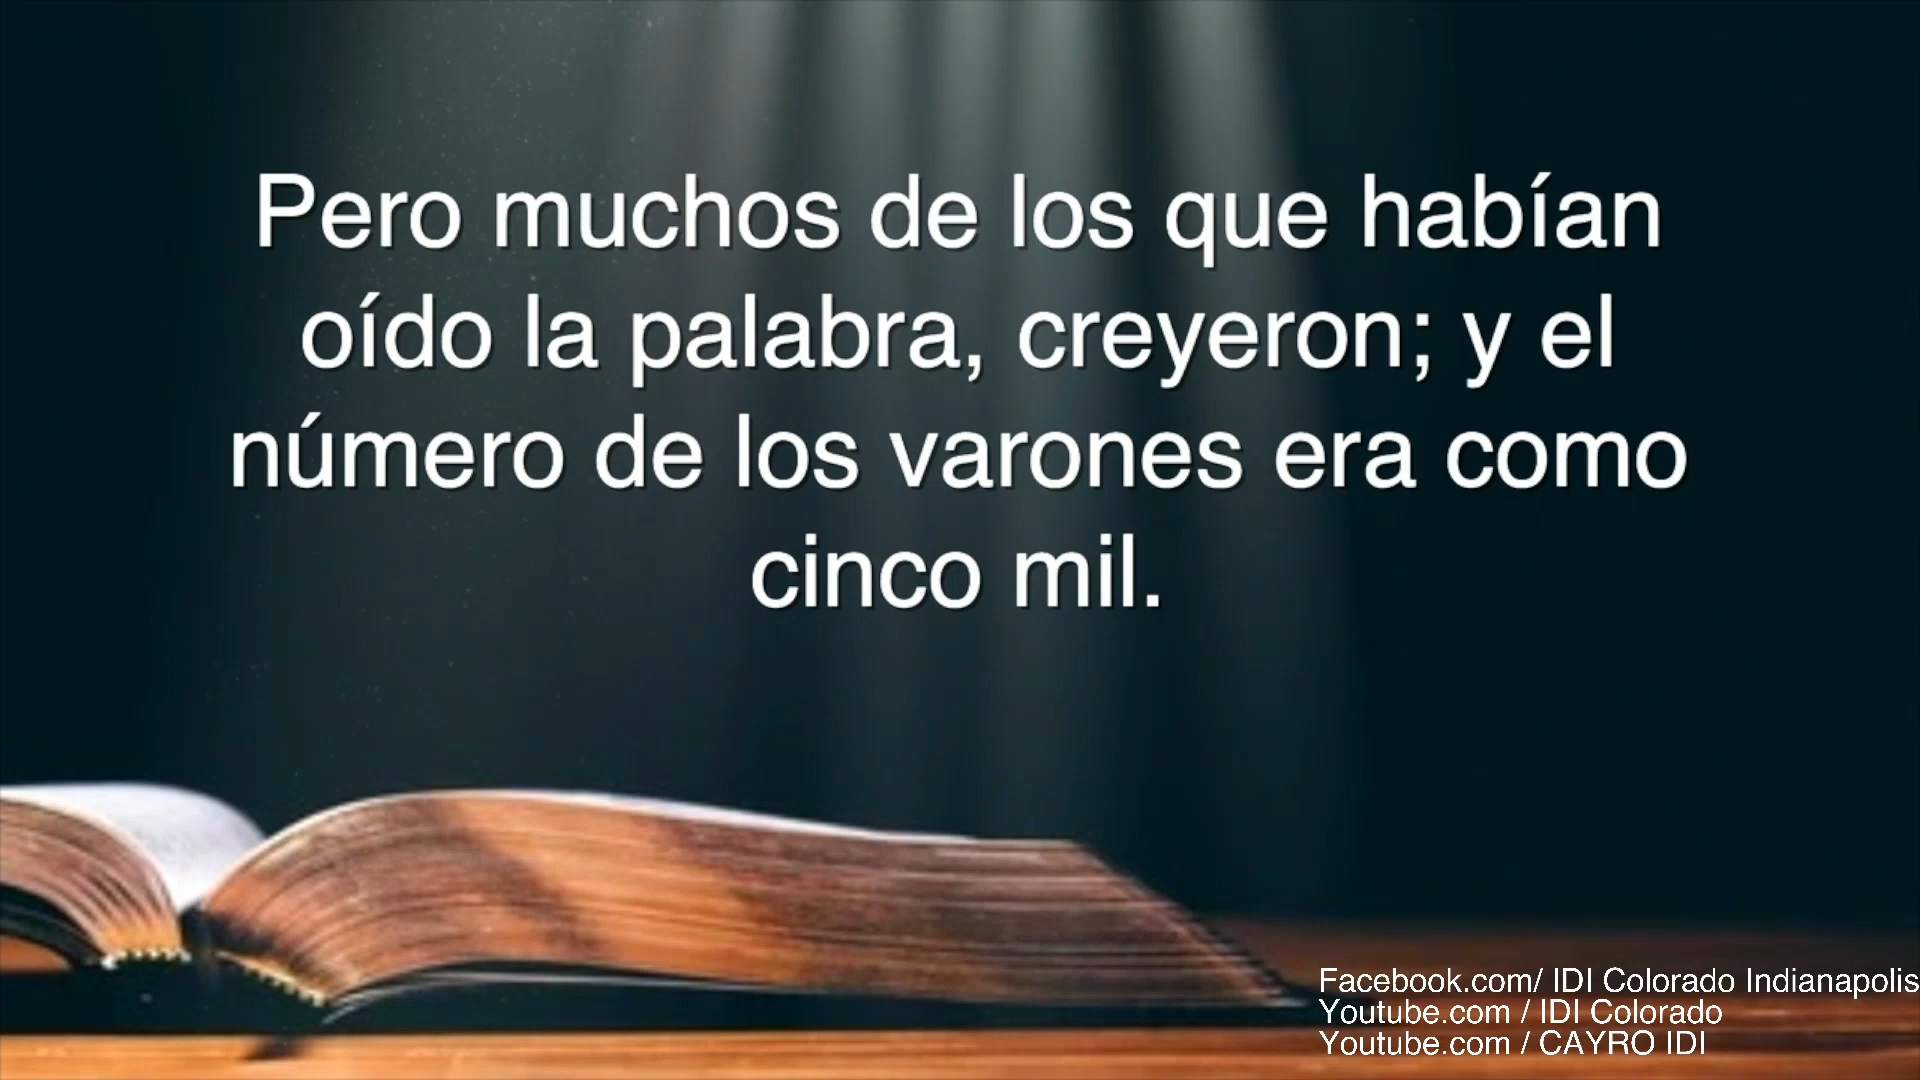 Pero muchos de los que habían
oído la palabra, creyeron; y el
número de los varones era como
cinco mil.
Facebook.com/ IDI Colorado Indianapolis
Youtube.com / IDI Colorado
Youtube.com / CAYRO IDI